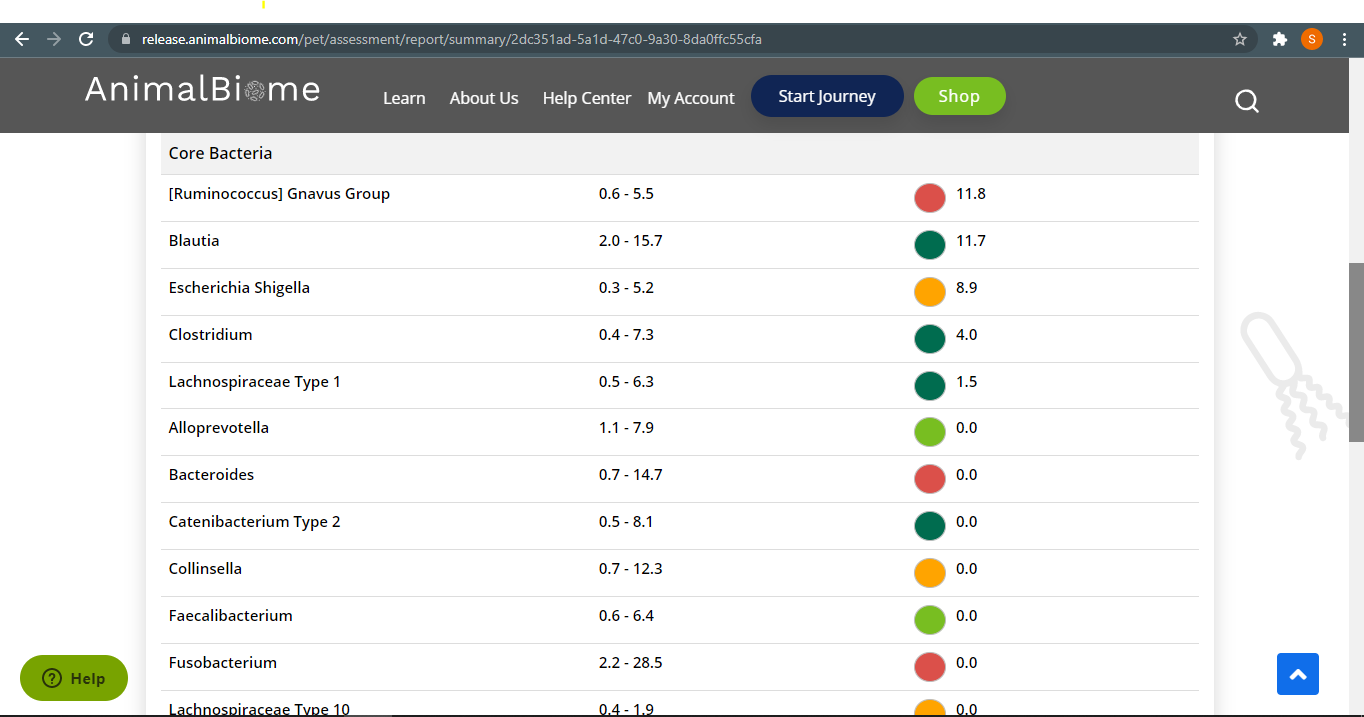 release.animalbiome.com/pet/assessment/report/summary/2dc351ad-5a1d-47c0-9a30-8da0ffc55cfa
S
AnimalBiome
Learn About Us Help Center My Account Start Journey Shop
Core Bacteria
[Ruminococcus] Gnavus Group 0.6 - 5.5 11.8
Blautia 2.0 - 15.7 11.7
Escherichia Shigella 0.3 - 5.2 8.9
Clostridium 0.4 - 7.3 4.0
Lachnospiraceae Type 1 0.5 - 6.3 1.5
Alloprevotella 1.1 - 7.9 0.0
Bacteroides 0.7 - 14.7 0.0
Catenibacterium Type 2 0.5 - 8.1 0.0
Collinsella 0.7 - 12.3 0.0
Faecalibacterium 0.6 - 6.4 0.0
Fusobacterium 2.2 - 28.5 0.0
Lachnospiraceae Type 10 0.4 - 1.9 0.0
? Help